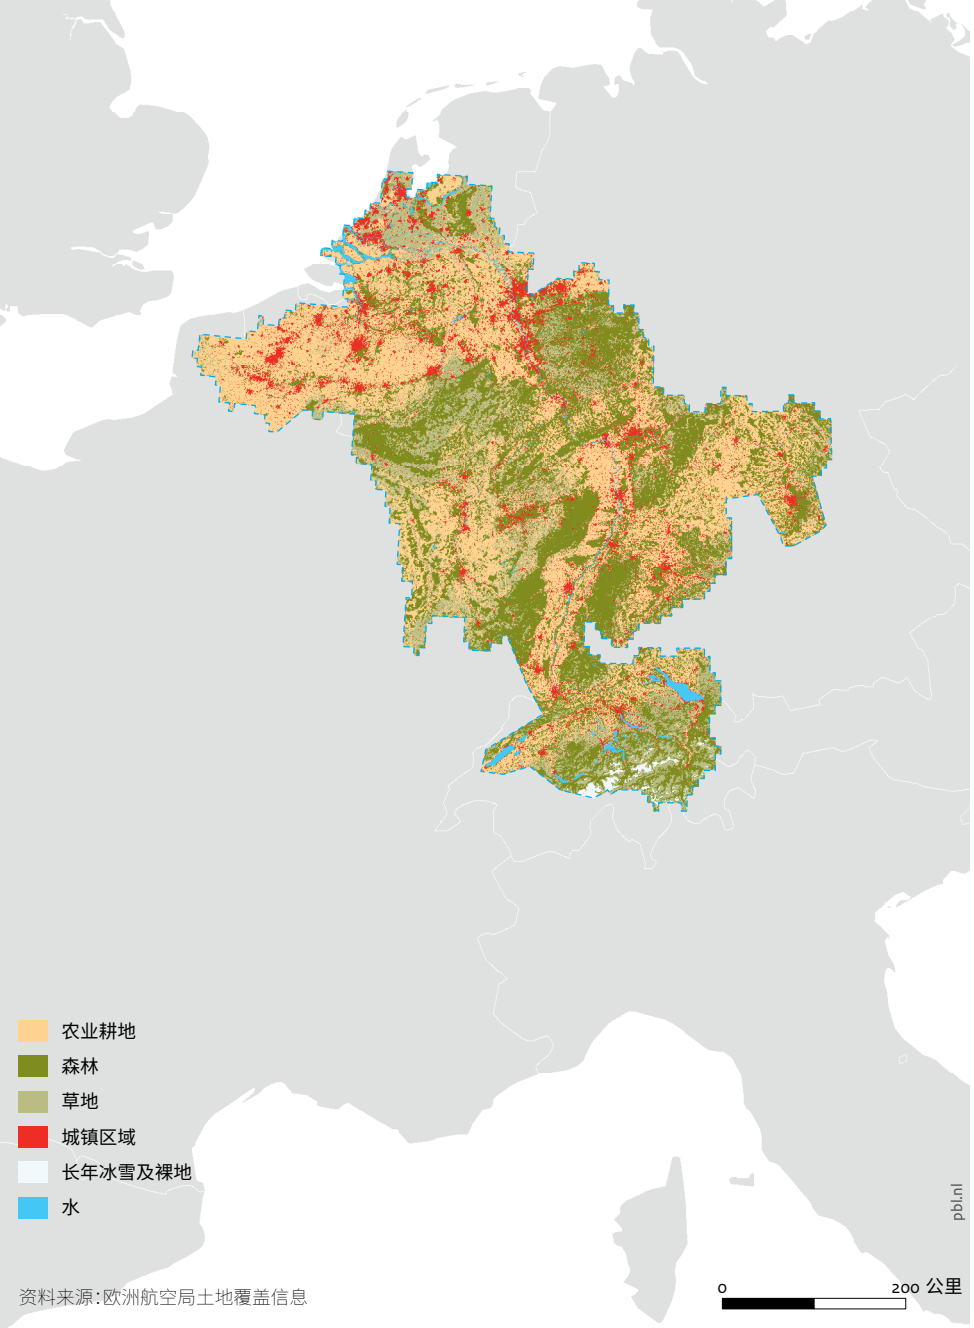 农业耕地
森林
草地
城镇区域
长年冰雪及裸地
水
pbl.nl
资料来源:欧洲航空局土地覆盖信息
0 200 公里